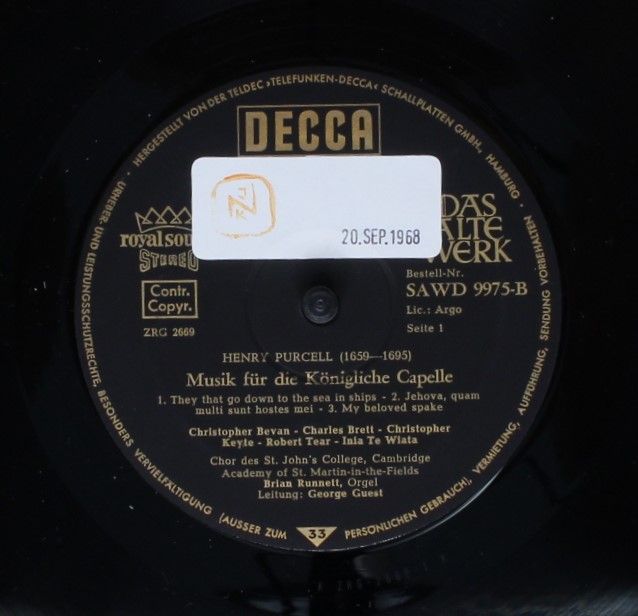 · HERGESTELLT VON DER TELDEC »TELEFUNKEN-DECCA« SCHALLPLATTEN GMBH, HAMBURG ·
DECCA
20.SEP.1968
royal sou
STEREO
DAS
ALTE
WERK
Contr.
Copyr.
ZRG 2669
Bestell-Nr.
SAWD 9975-B
Lic.: Argo
Seite 1
HENRY PURCELL (1659—1695)
Musik für die Königliche Capelle
1. They that go down to the sea in ships - 2. Jehova, quam
multi sunt hostes mei - 3. My beloved spake
Christopher Bevan - Charles Brett - Christopher
Keyte - Robert Tear - Inia Te Wiata
Chor des St. John's College, Cambridge
Academy of St. Martin-in-the-Fields
Brian Runnett, Orgel
Leitung: George Guest
URHEBER- UND LEISTUNGSSCHUTZRECHTE, BESONDERS VERVIELFÄLTIGUNG (AUSSER ZUM PERSÖNLICHEN GEBRAUCH), VERMIETUNG, AUFFÜHRUNG, SENDUNG VORBEHALTEN
33